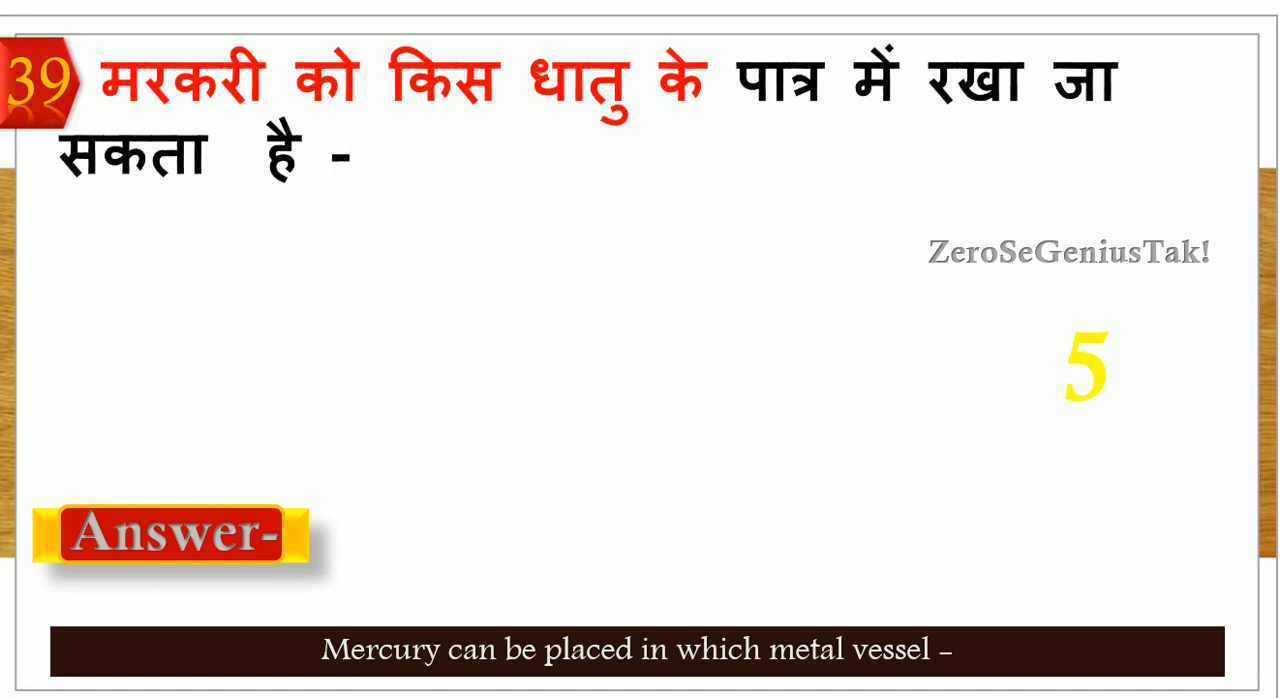 39 मरकरी को किस धातु के पात्र में रखा जा
सकता है -
ZeroSeGeniusTak!
5
Answer-
Mercury can be placed in which metal vessel –